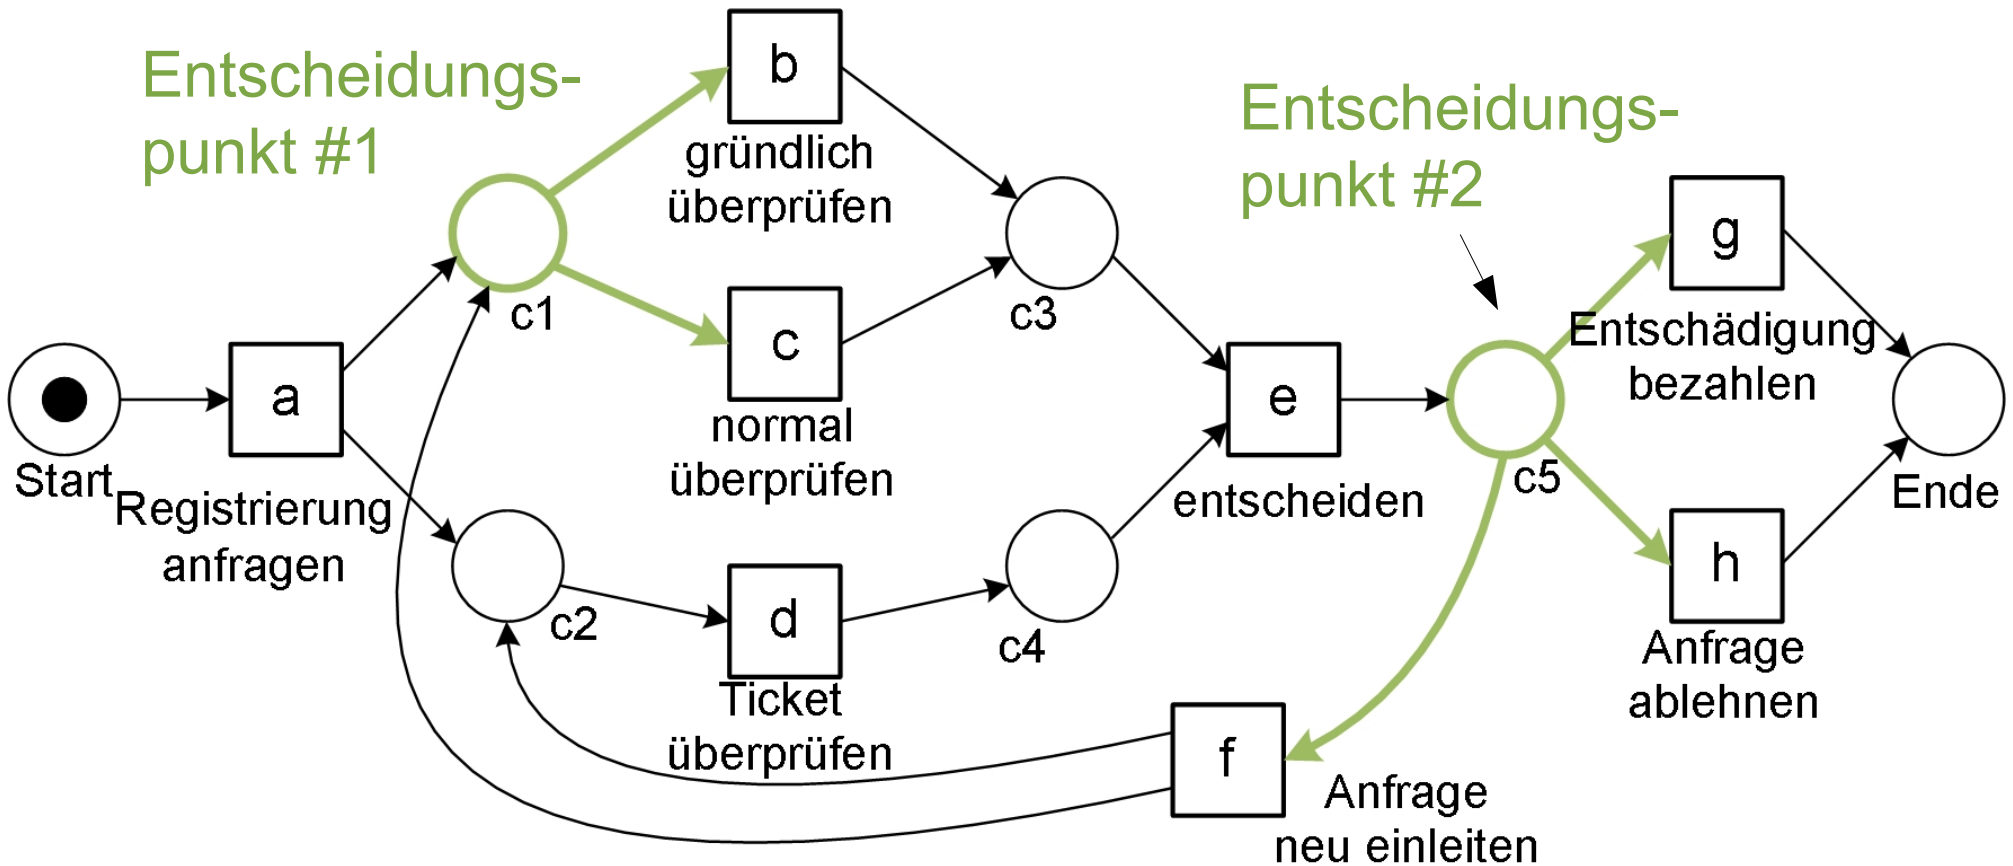 Entscheidungs-
punkt #1
b
gründlich
überprüfen
Entscheidungs-
punkt #2
g
Entschädigung
bezahlen
c1
c
normal
überprüfen
c3
Start
a
Registrierung
anfragen
e
entscheiden
c5
Ende
c2
d
Ticket
überprüfen
c4
h
Anfrage
ablehnen
f
Anfrage
neu einleiten